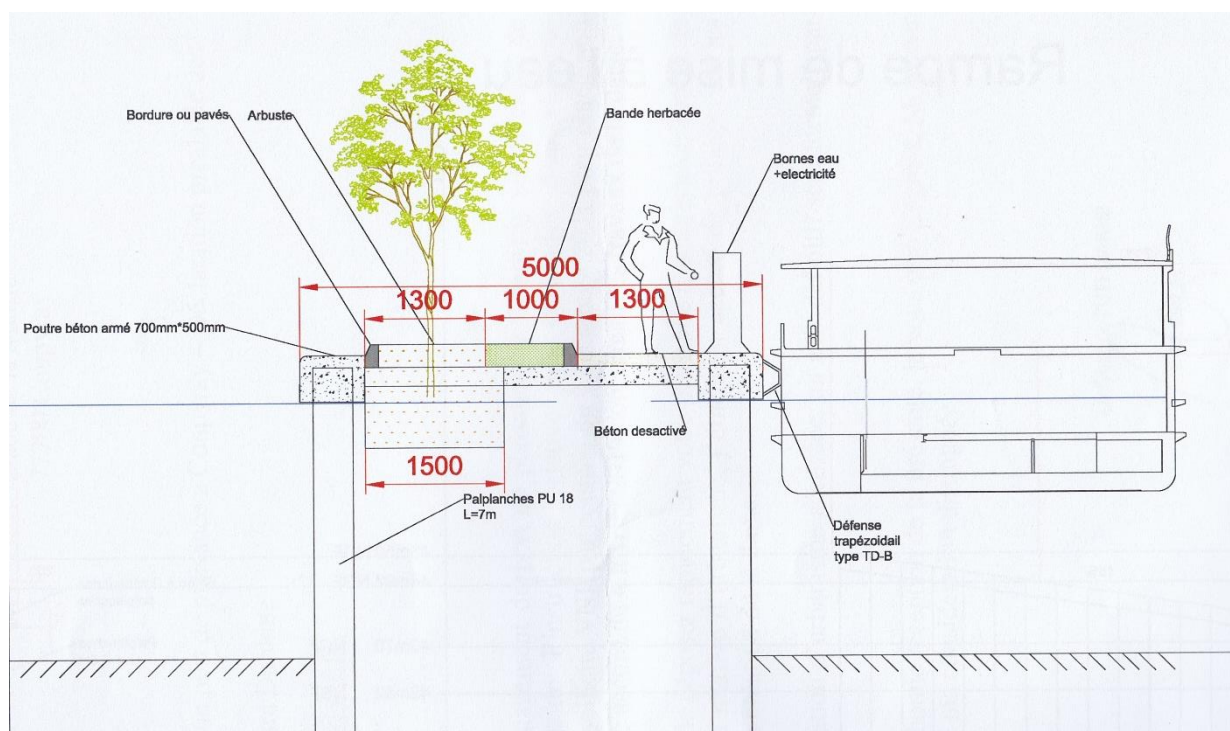 Rampe de mise à l'eau
Bordure ou pavés
Arbuste
Bande herbacée
Bornes eau
+electricité
5000
1300
1000
1300
Poutre béton armé 700mm*500mm
Béton desactivé
1500
Palplanches PU 18
L=7m
Défense
trapézoidail
type TD-B